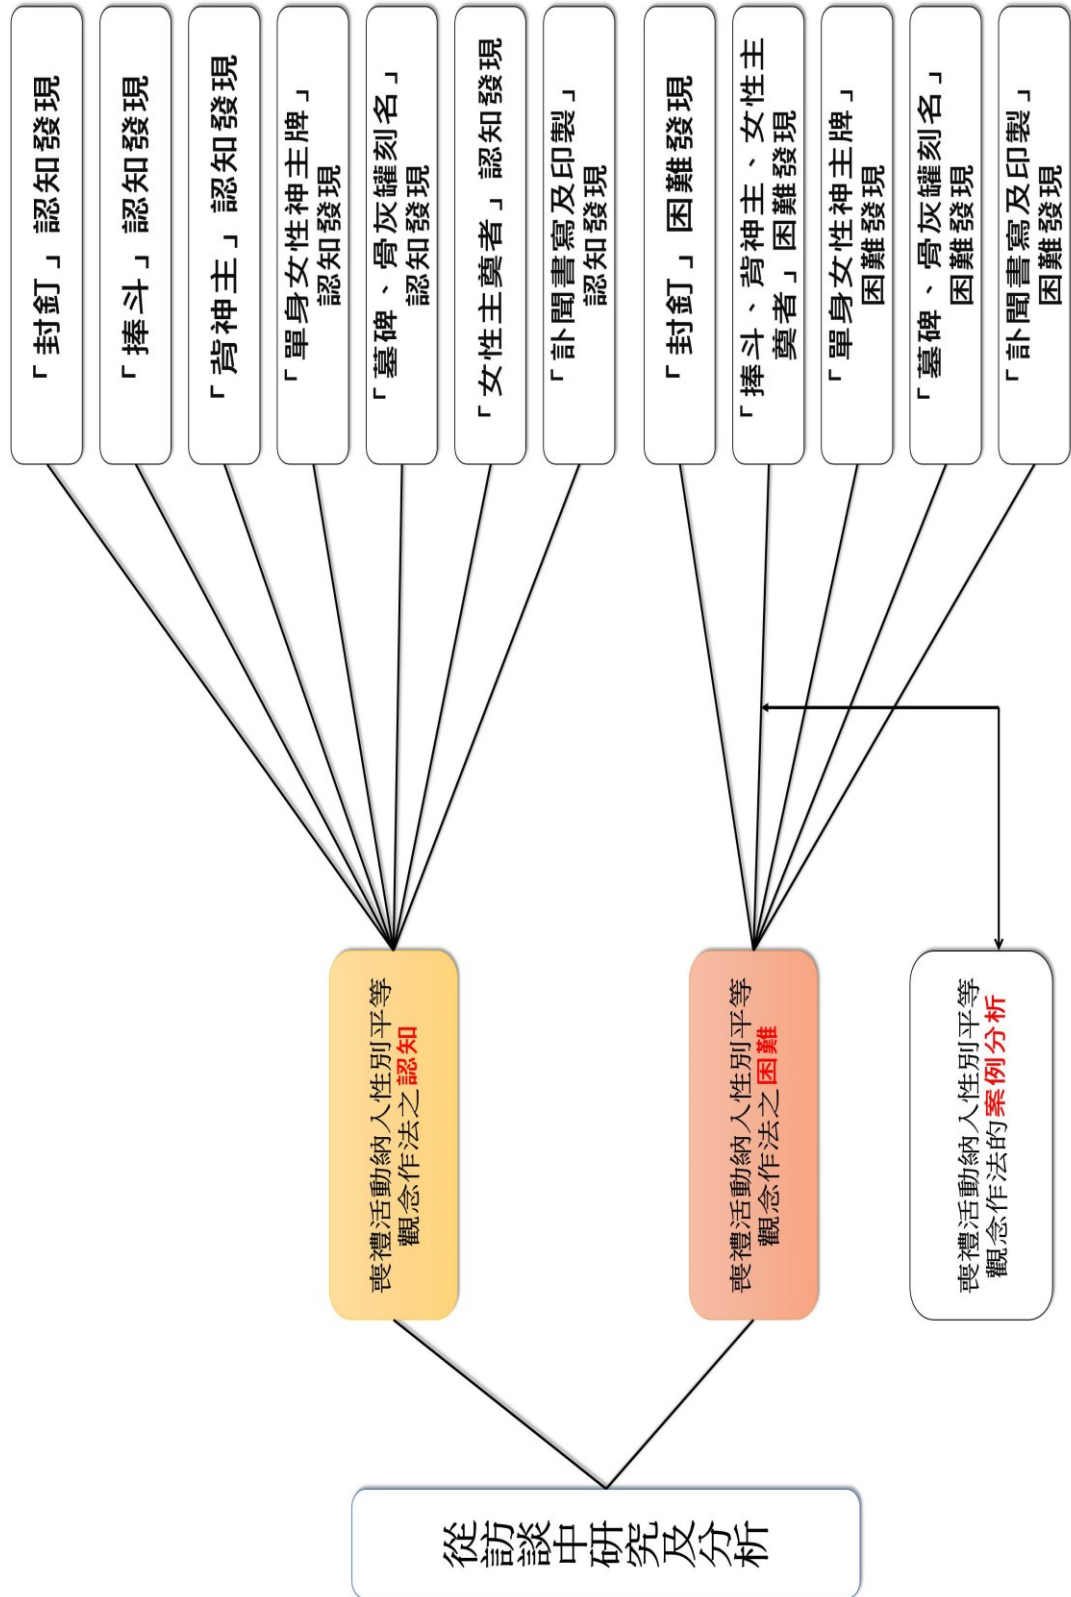 從訪談中研究及分析
喪禮活動納入性別平等
觀念作法之認知
喪禮活動納入性別平等
觀念作法之困難
喪禮活動納入性別平等
觀念作法的案例分析
「封釘」認知發現
「捧斗」認知發現
「背神主」認知發現
「單身女性神主牌」
認知發現
「墓碑、骨灰罐刻名」
認知發現
「女性主奠者」認知發現
「訃聞書寫及印製」
認知發現
「封釘」困難發現
「捧斗、背神主、女性主
奠者」困難發現
「單身女性神主牌」
困難發現
「墓碑、骨灰罐刻名」
困難發現
「訃聞書寫及印製」
困難發現